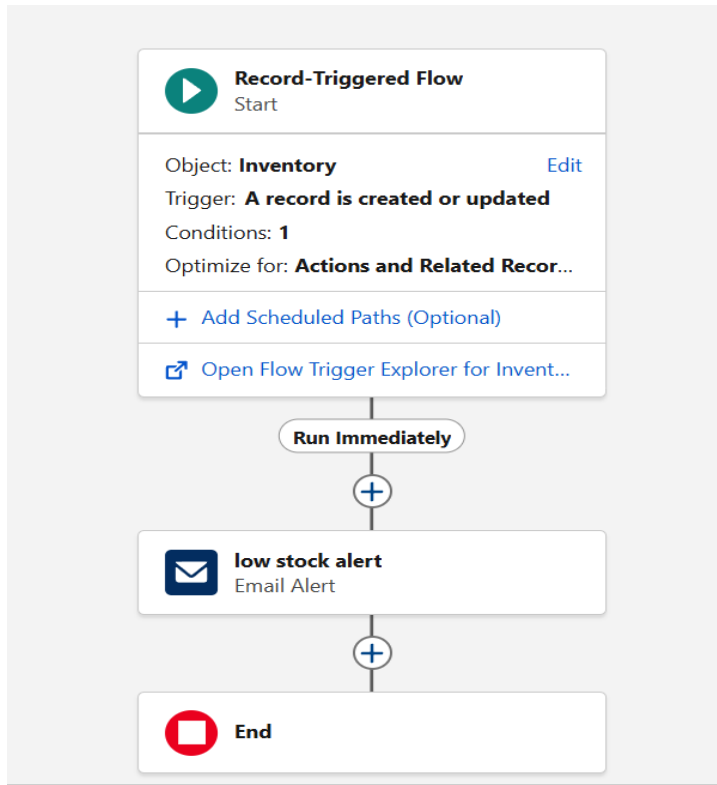 Record-Triggered Flow
Start
Object: Inventory
Edit
Trigger: A record is created or updated
Conditions: 1
Optimize for: Actions and Related Recor...
Add Scheduled Paths (Optional)
Open Flow Trigger Explorer for Invent...
Run Immediately
low stock alert
Email Alert
End